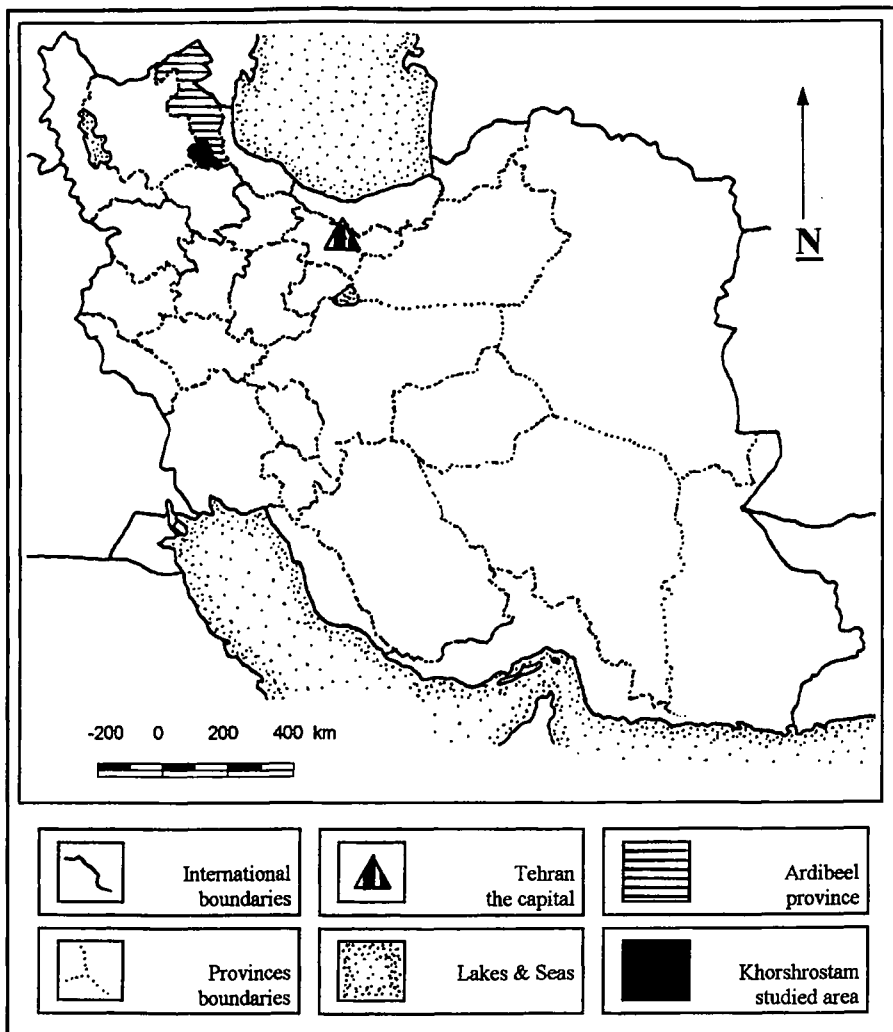 N
-200 0 200 400 km
International
boundaries
Tehran
the capital
Ardibeel
province
Provinces
boundaries
Lakes & Seas
Khorshrostam
studied area